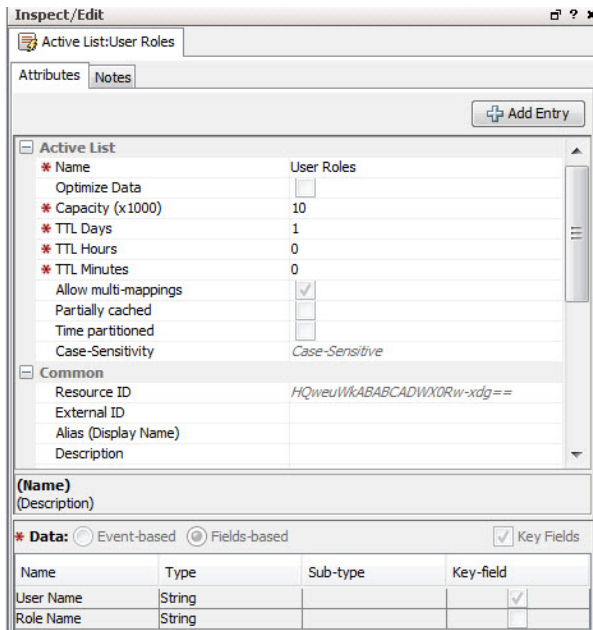 Inspect/Edit
Active List:User Roles
Attributes Notes
Add Entry
Active List
* Name User Roles
Optimize Data
* Capacity (x1000) 10
* TTL Days 1
* TTL Hours 0
* TTL Minutes 0
Allow multi-mappings
Partially cached
Time partitioned
Case-Sensitivity Case-Sensitive
Common
Resource ID HQweuWkABABCADWX0Rw-xdg==
External ID
Alias (Display Name)
Description
(Name)
(Description)
* Data: Event-based Fields-based Key Fields
Name Type Sub-type Key-field
User Name String
Role Name String